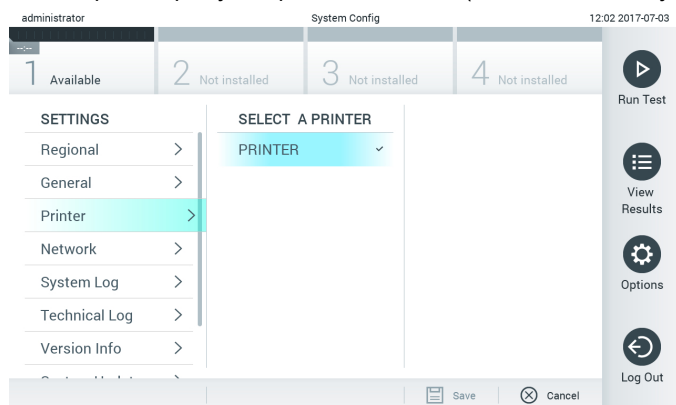 administrator
System Config
12:02 2017-07-03
--:--
1 Available
2 Not installed
3 Not installed
4 Not installed
Run Test
SETTINGS
SELECT A PRINTER
Regional
PRINTER
General
View
Results
Printer
Network
System Log
Options
Technical Log
Version Info
Log Out
Save
Cancel